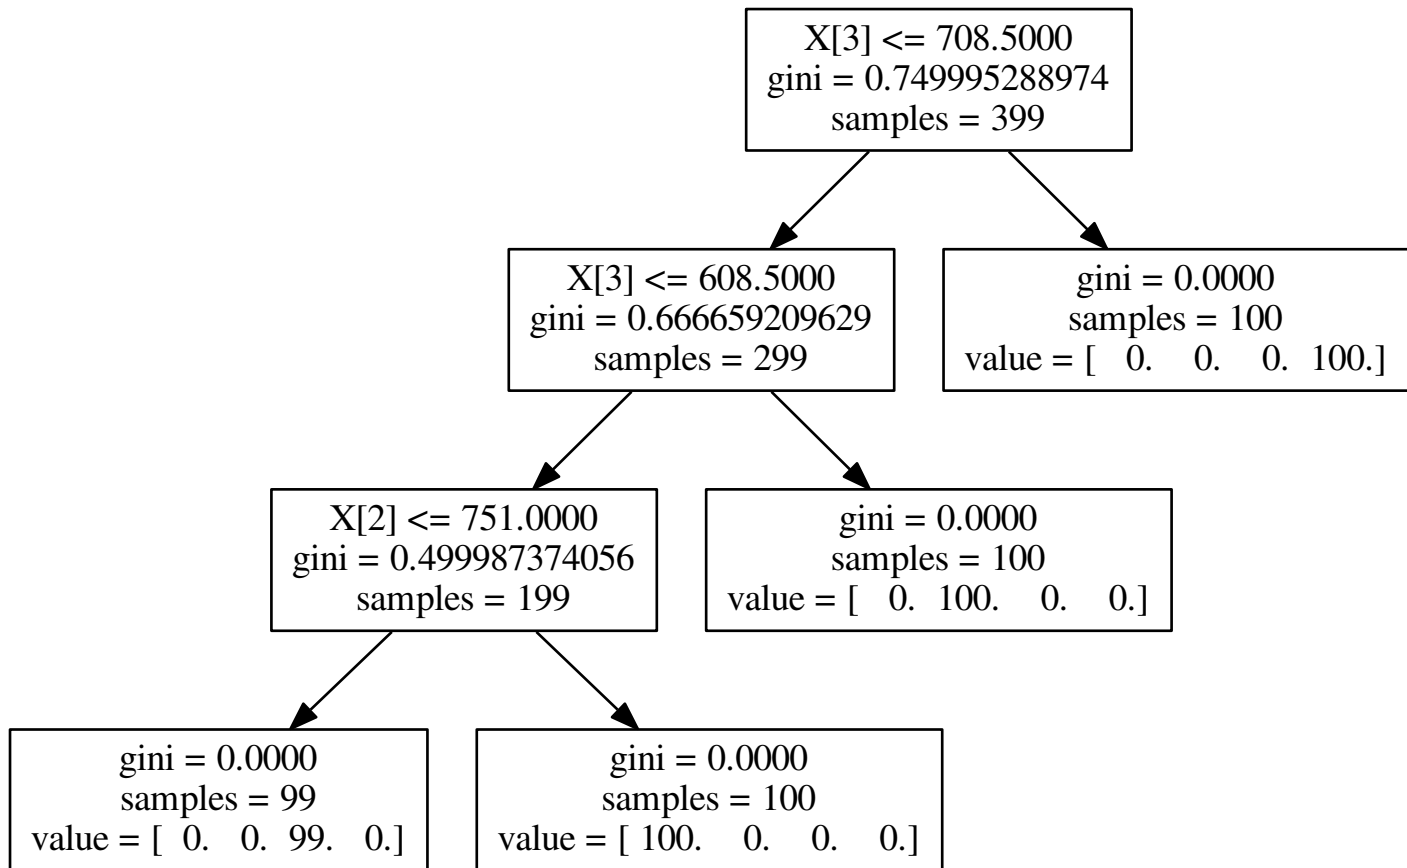 X[3] <= 708.5000
gini = 0.749995288974
samples = 399
X[3] <= 608.5000
gini = 0.666659209629
samples = 299
gini = 0.0000
samples = 100
value = [   0.    0.    0.  100.]
X[2] <= 751.0000
gini = 0.499987374056
samples = 199
gini = 0.0000
samples = 100
value = [   0.  100.    0.    0.]
gini = 0.0000
samples = 99
value = [  0.   0.  99.   0.]
gini = 0.0000
samples = 100
value = [ 100.    0.    0.    0.]